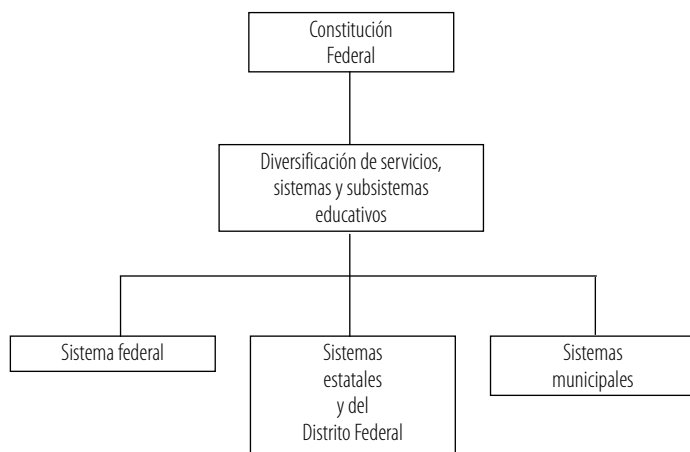 Constitución
Federal
Diversificación de servicios,
sistemas y subsistemas
educativos
Sistema federal
Sistemas
estatales
y del
Distrito Federal
Sistemas
municipales